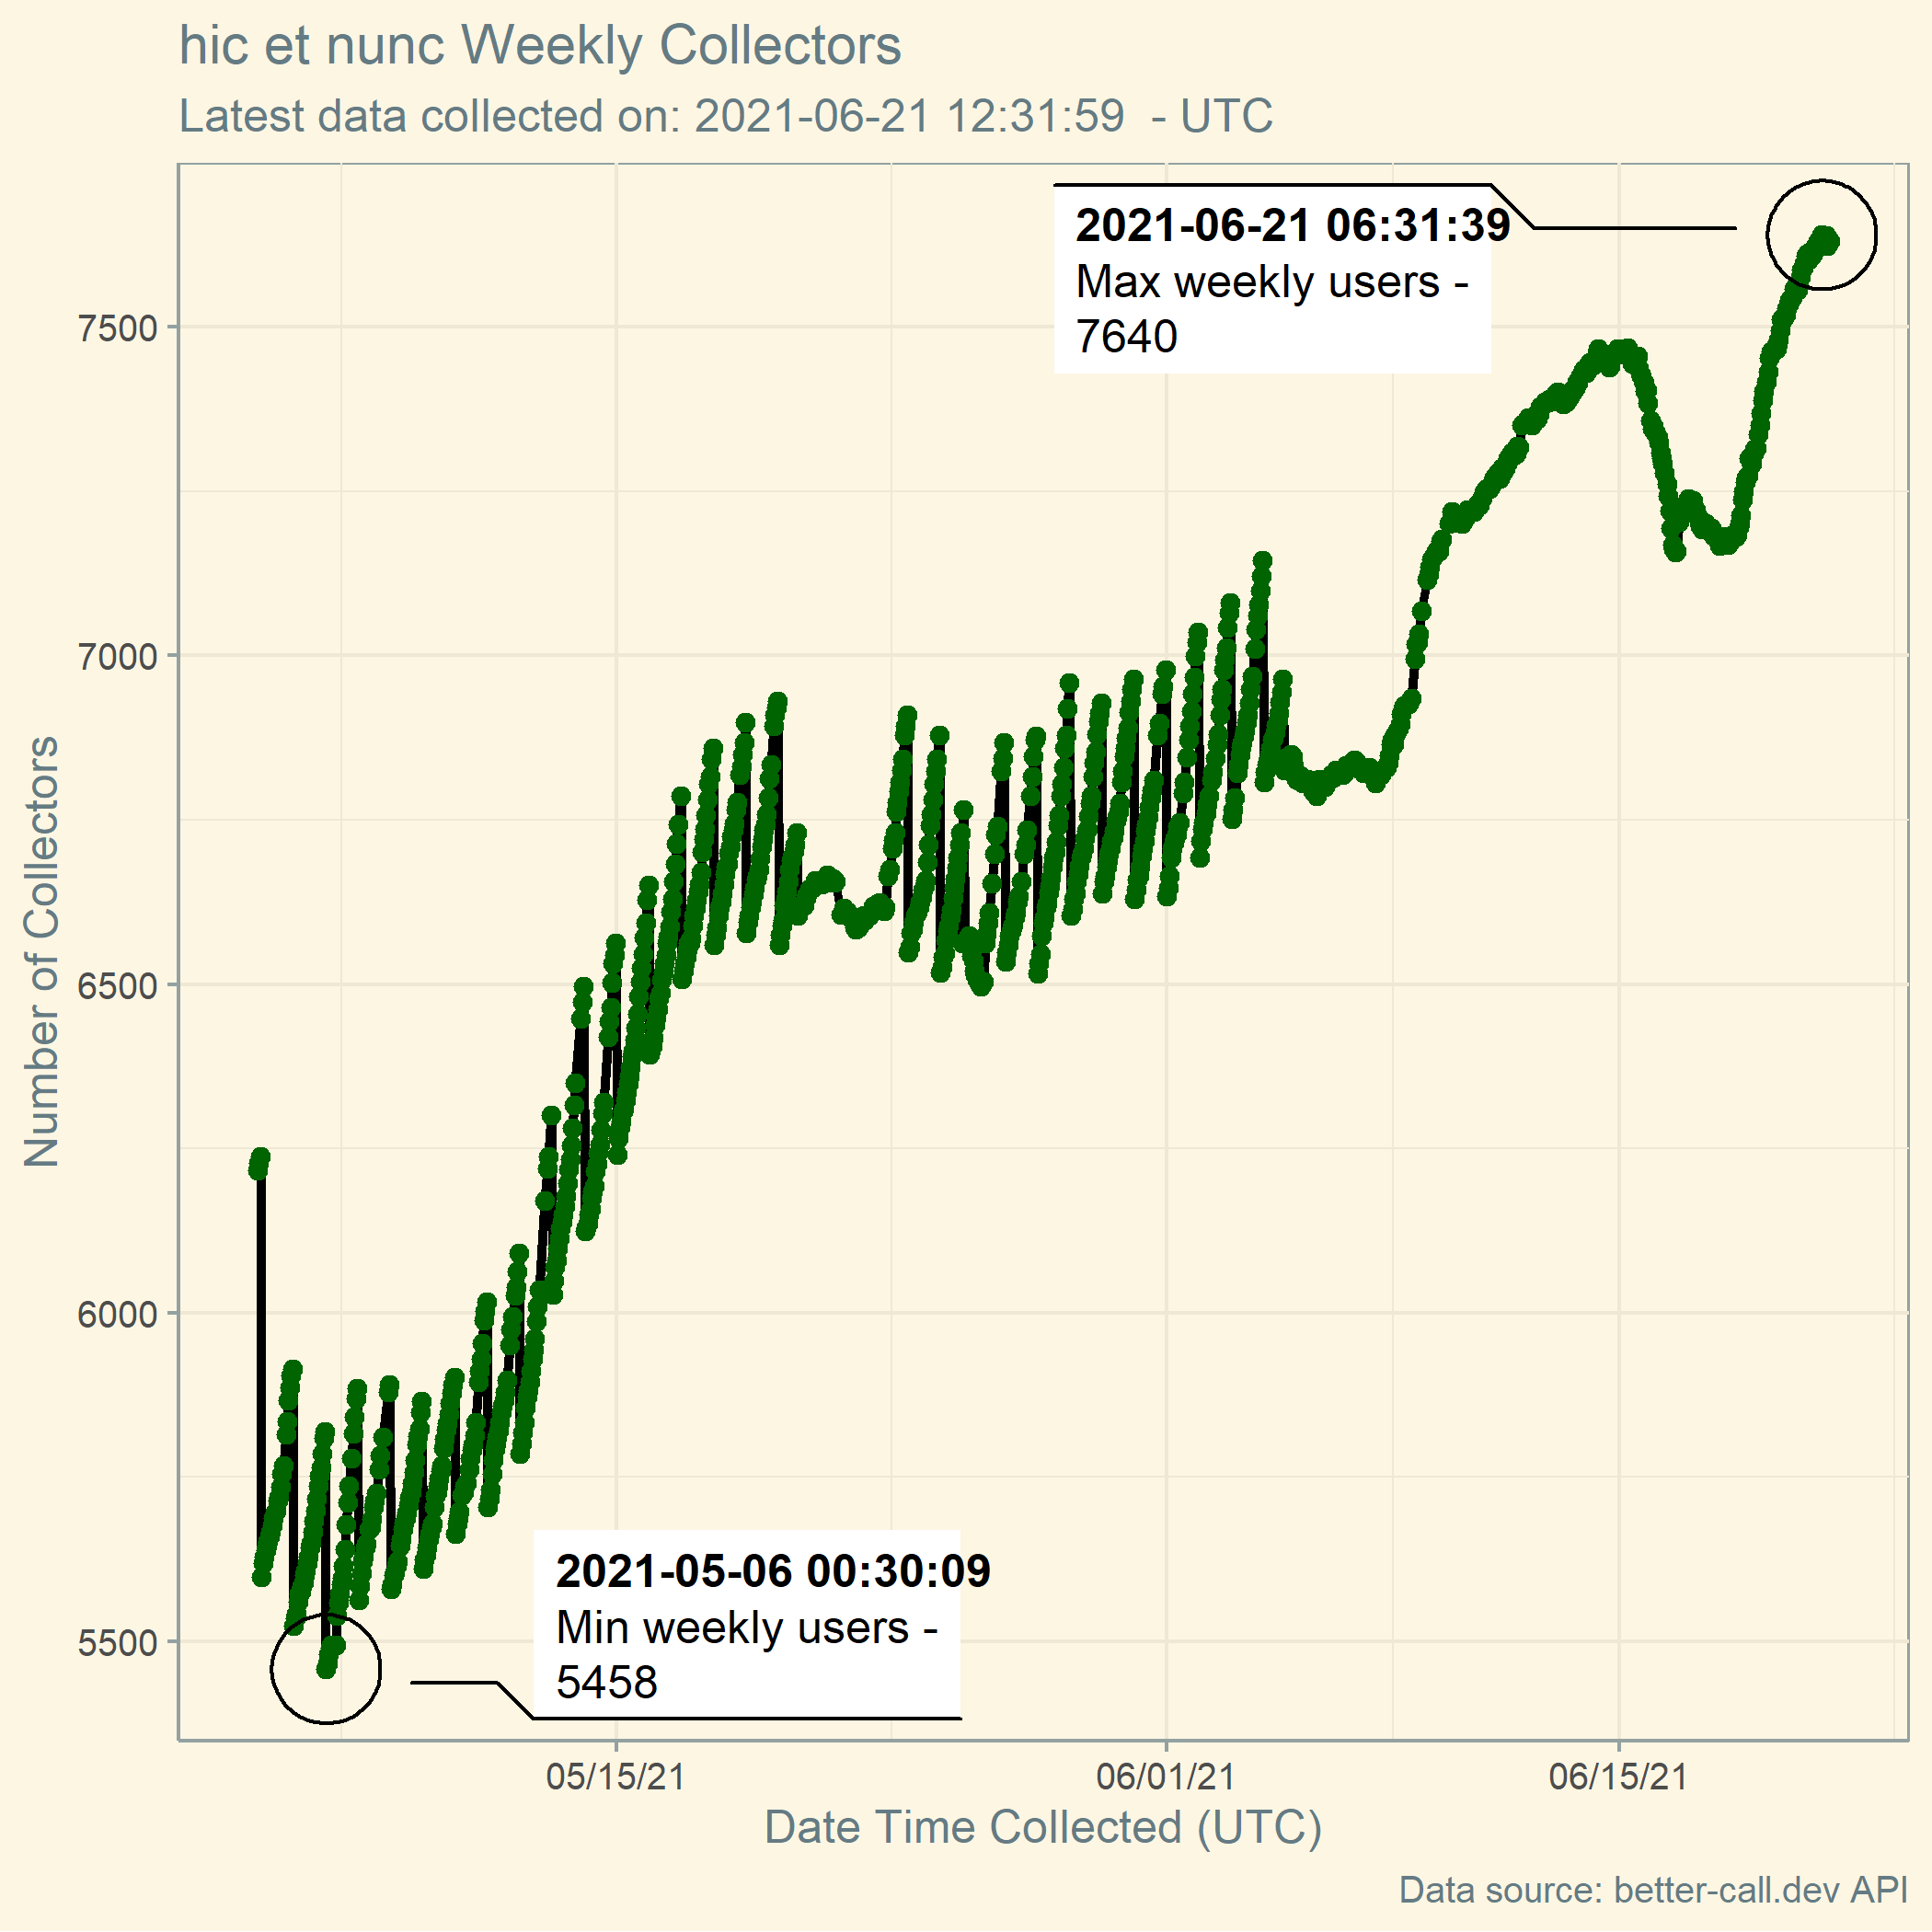 hic et nunc Weekly Collectors
Latest data collected on: 2021-06-21 12:31:59 - UTC
2021-06-21 06:31:39
Max weekly users -
7640
7500
7000
6500
6000
5500
Number of Collectors
2021-05-06 00:30:09
Min weekly users -
5458
05/15/21
06/01/21
06/15/21
Date Time Collected (UTC)
Data source: better-call.dev API